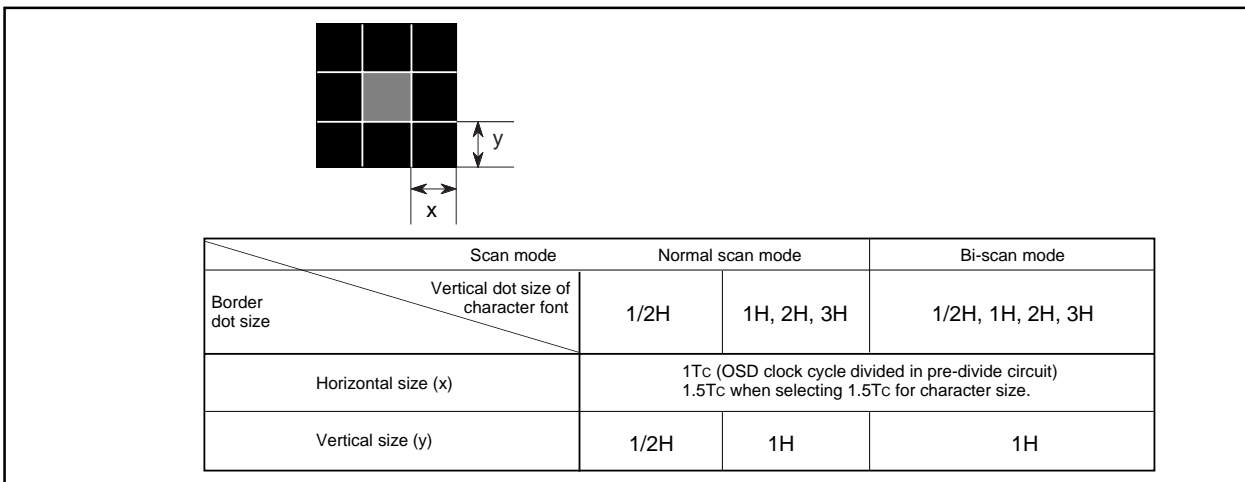 y
x
Scan mode Normal scan mode Bi-scan mode
Border dot size Vertical dot size of character font 1/2H 1H, 2H, 3H 1/2H, 1H, 2H, 3H
Horizontal size (x) 1TC (OSD clock cycle divided in pre-divide circuit)
1.5TC when selecting 1.5TC for character size.
Vertical size (y) 1/2H 1H 1H